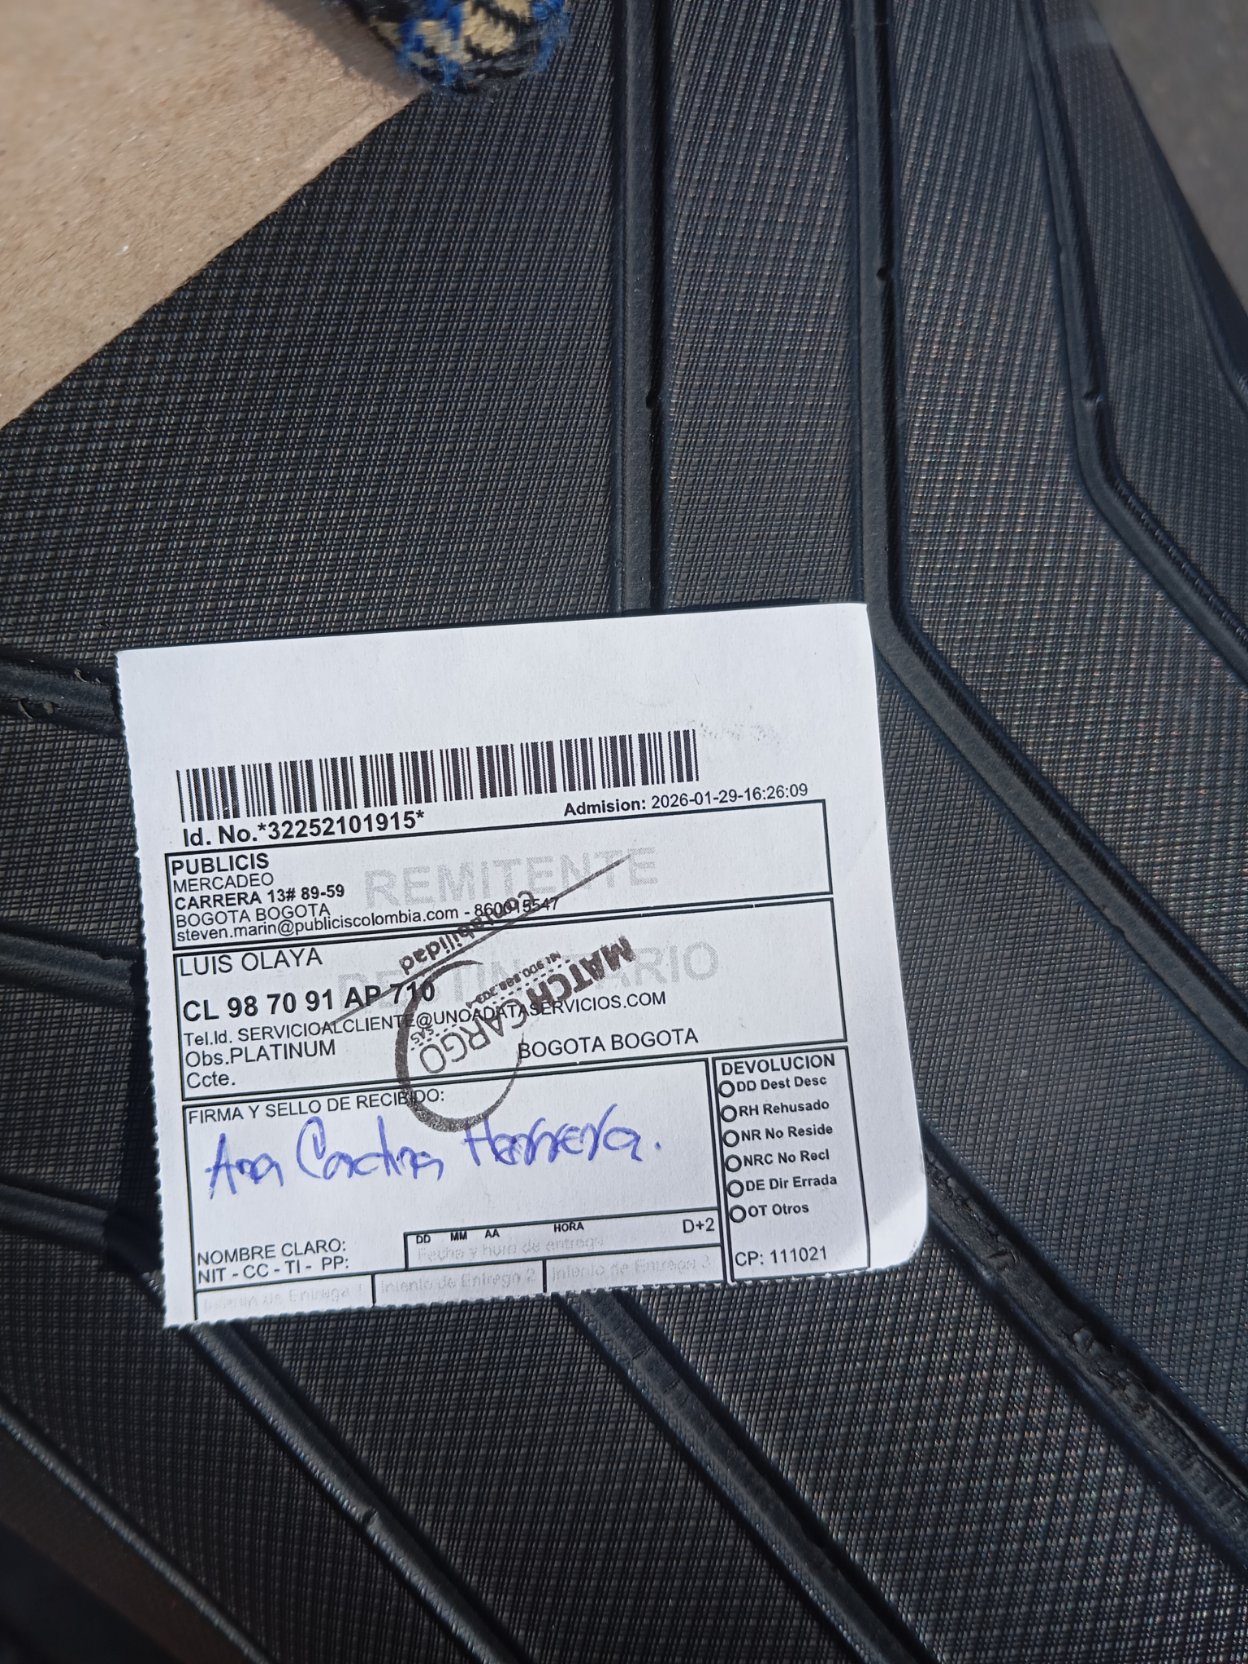 Id. No.*32252101915*
Admision: 2026-01-29-16:26:09
REMITENTE
PUBLICIS
MERCADEO
CARRERA 13# 89-59
BOGOTA BOGOTA
steven.marin@publiciscolombia.com - 860015547
DESTINATARIO
LUIS OLAYA
CL 98 70 91 AP 710
Tel.Id. SERVICIOALCLIENTE@UNOADATASERVICIOS.COM
Obs.PLATINUM
BOGOTA BOGOTA
Ccte.
Contabilidad
MATCH CARGO
SAS
FIRMA Y SELLO DE RECIBIDO:
Ana Carolina Herrera.
NOMBRE CLARO:
NIT - CC - TI - PP:
DD MM AA HORA D+2
Fecha y hora de entrega
Intento de Entrega 1 Intento de Entrega 2 Intento de Entrega 3
DEVOLUCION
DD Dest Desc
RH Rehusado
NR No Reside
NRC No Recl
DE Dir Errada
OT Otros
CP: 111021